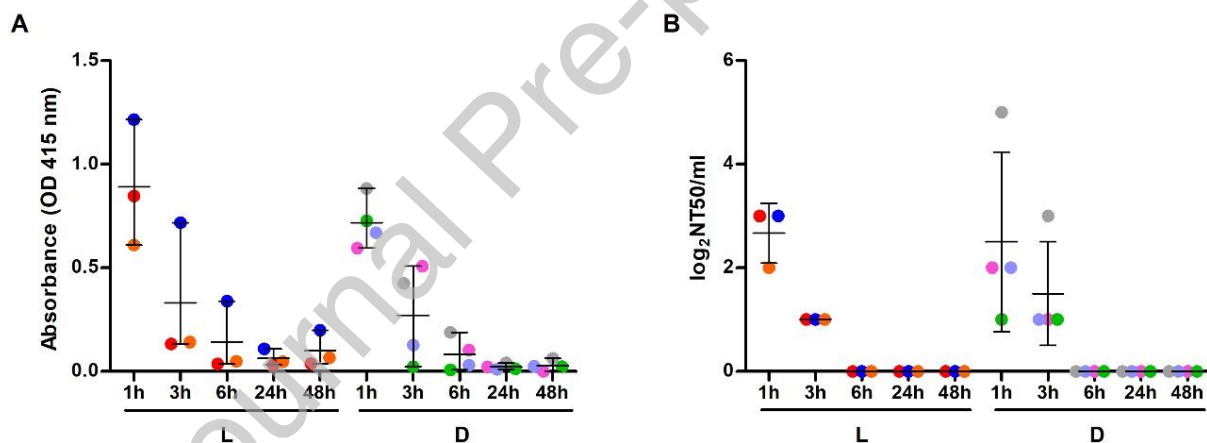 A
B
Absorbance (OD 415 nm)
1.5
1.0
0.5
0.0
1h 3h 6h 24h 48h 1h 3h 6h 24h 48h
L D
log₂NT50/ml
6
4
2
0
1h 3h 6h 24h 48h 1h 3h 6h 24h 48h
L D
ournal Pre-p